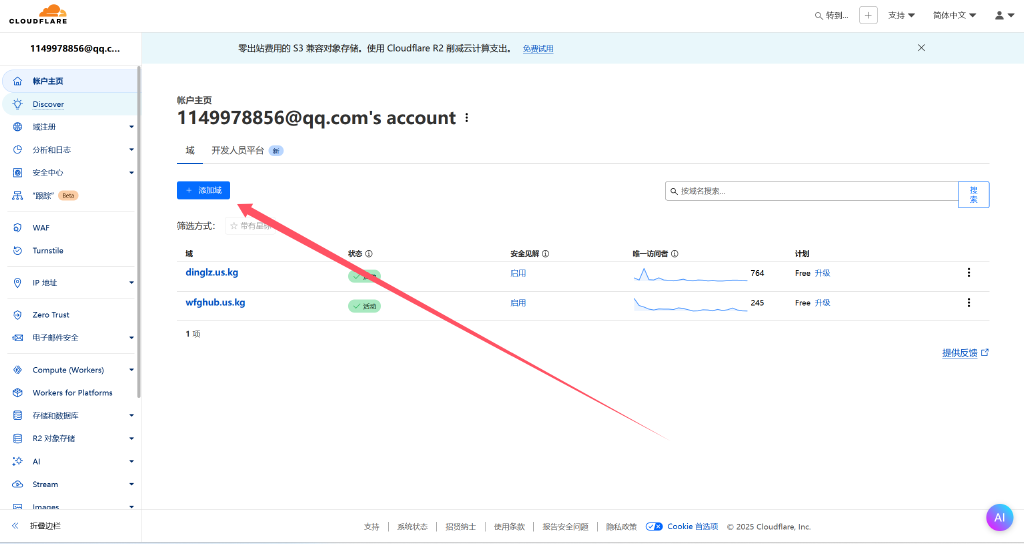 CLOUDFLARE
转到...
支持
简体中文
1149978856@qq.c...
零出站费用的 S3 兼容对象存储。使用 Cloudflare R2 削减云计算支出。 免费试用
帐户主页
Discover
域注册
分析和日志
安全中心
"跟踪" Beta
WAF
Turnstile
IP 地址
Zero Trust
电子邮件安全
Compute (Workers)
Workers for Platforms
存储和数据库
R2 对象存储
AI
Stream
Images
折叠边栏
帐户主页
1149978856@qq.com's account
域 开发人员平台 新
+ 添加域
按域名搜索...
搜索
筛选方式: 带有星标
域 状态 安全见解 唯一访问者 计划
dinglz.us.kg 活动 启用 764 Free 升级
wfghub.us.kg 活动 启用 245 Free 升级
1 项
提供反馈
支持 系统状态 招贤纳士 使用条款 报告安全问题 隐私政策 Cookie 首选项 © 2025 Cloudflare, Inc.
AI